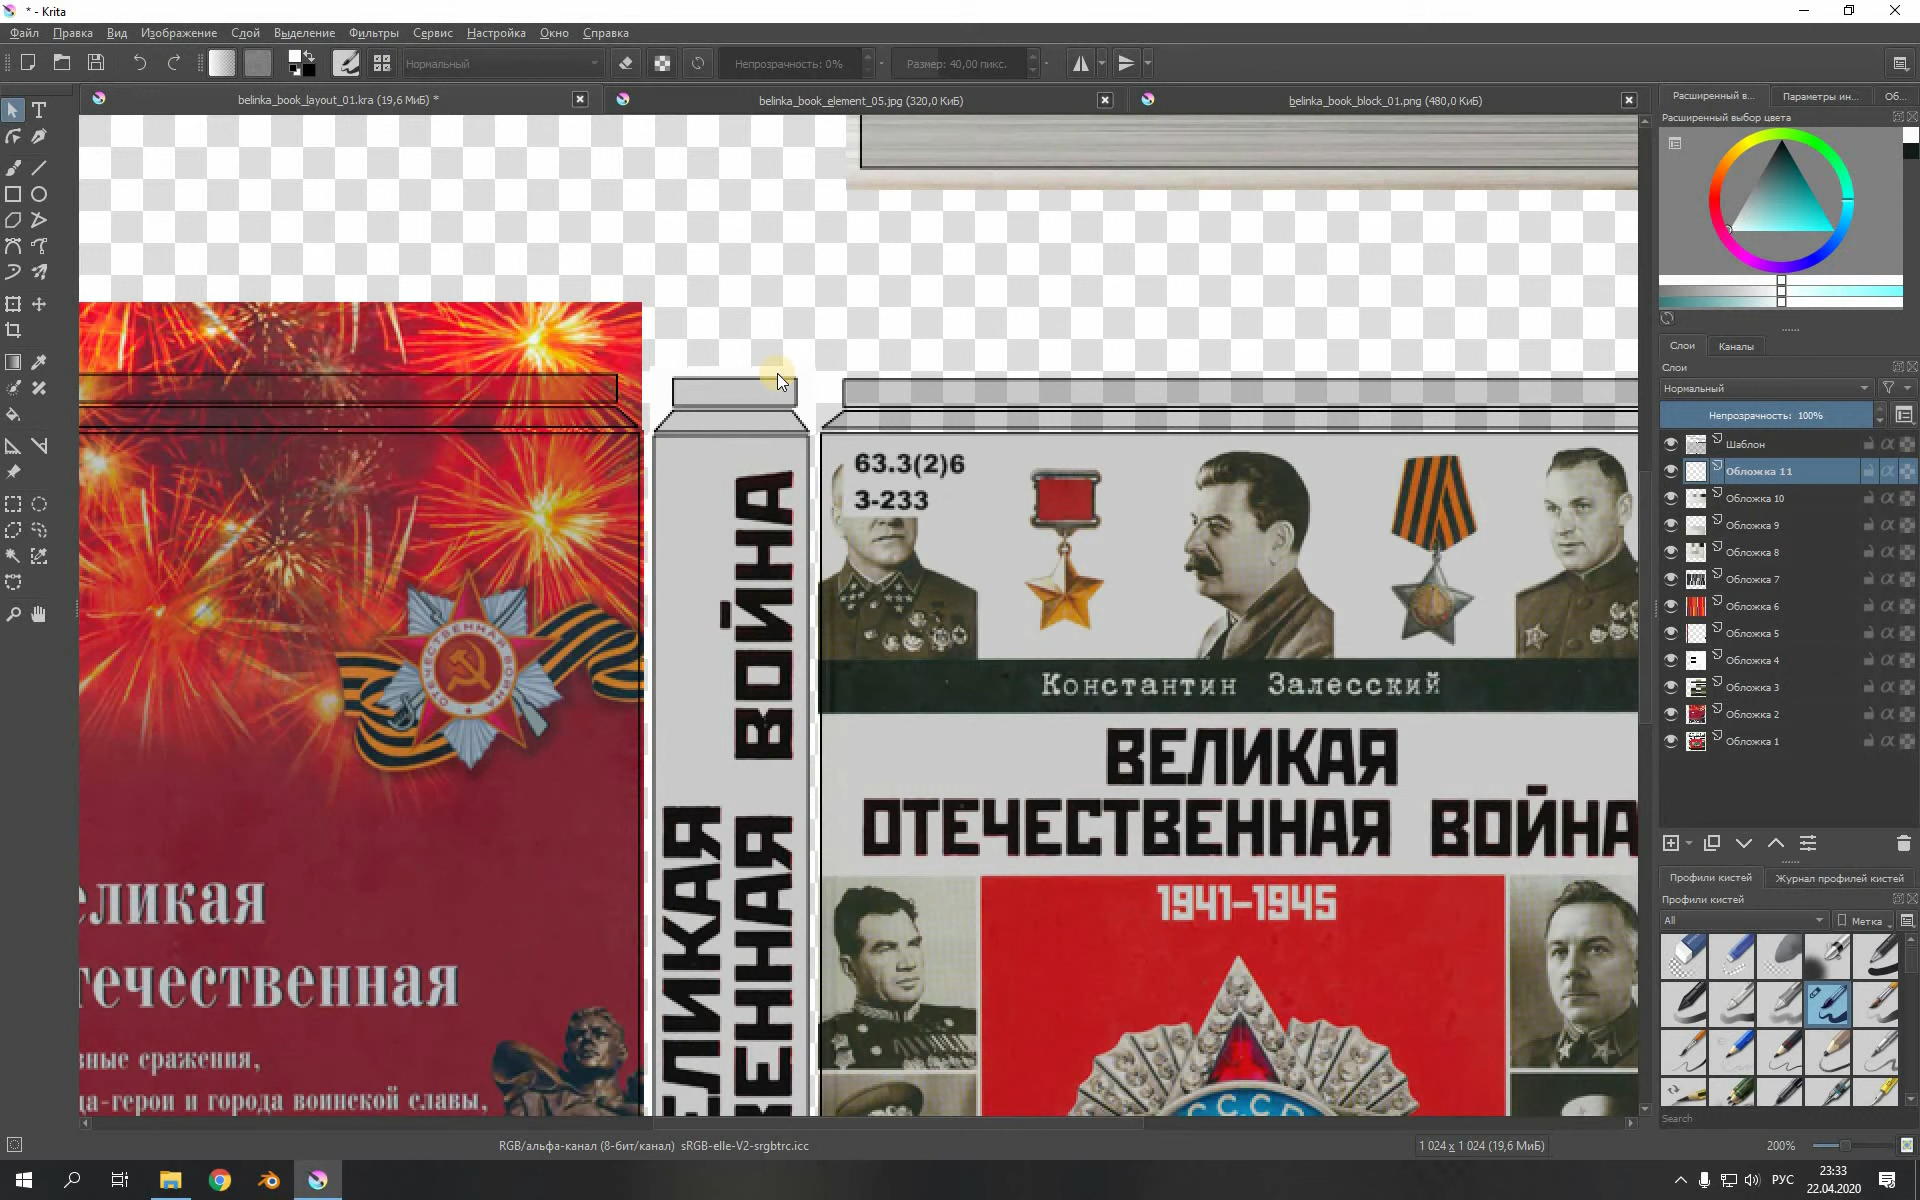 * - Krita
Файл Правка Вид Изображение Слой Выделение Фильтры Сервис Настройка Окно Справка
Нормальный
Непрозрачность: 0%
Размер: 40,00 пикс.
belinka_book_layout_01.kra (19,6 МиБ) *
belinka_book_element_05.jpg (320,0 КиБ)
belinka_book_block_01.png (480,0 КиБ)
Расширенный в...
Параметры ин...
Об...
Расширенный выбор цвета
Слои
Каналы
Слои
Нормальный
Непрозрачность: 100%
Шаблон
Обложка 11
Обложка 10
Обложка 9
Обложка 8
Обложка 7
Обложка 6
Обложка 5
Обложка 4
Обложка 3
Обложка 2
Обложка 1
Профили кистей
Журнал профилей кистей
Профили кистей
All
Метка
Search
ОТЕЧЕСТВЕННАЯ ВОЙНА
еликая
течественная
вные сражения,
да-герои и города воинской славы,
ЕЛИКАЯ
ВЕННАЯ ВОЙНА
63.3(2)6
З-233
Константин Залесский
ВЕЛИКАЯ
ОТЕЧЕСТВЕННАЯ ВОЙНА
1941-1945
СССР
RGB/альфа-канал (8-бит/канал) sRGB-elle-V2-srgbtrc.icc
1 024 x 1 024 (19,6 МиБ)
200%
РУС
23:33
22.04.2020